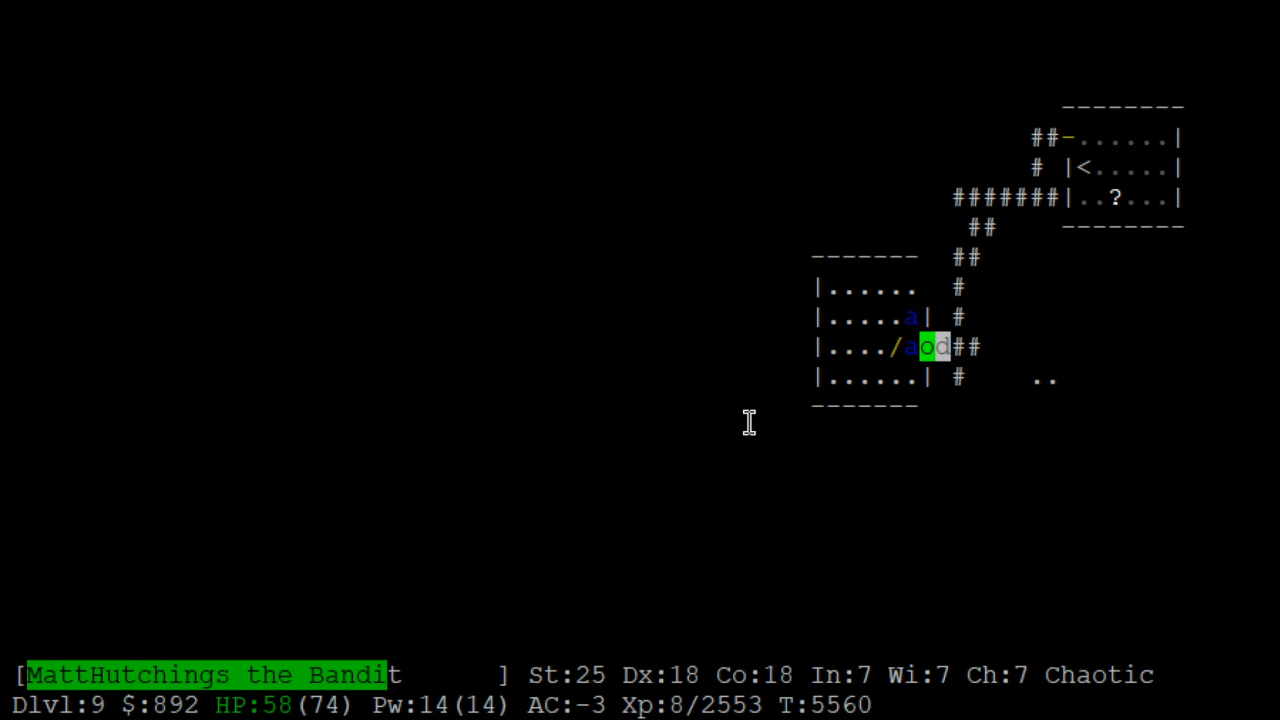 --------
##-......|
# |<.....|
#######|..?...|
## --------
------- ##
|...... #
|.....a| #
|..../aod##
|......| # ..
-------
[MattHutchings the Bandit ] St:25 Dx:18 Co:18 In:7 Wi:7 Ch:7 Chaotic
Dlvl:9 $:892 HP:58(74) Pw:14(14) AC:-3 Xp:8/2553 T:5560